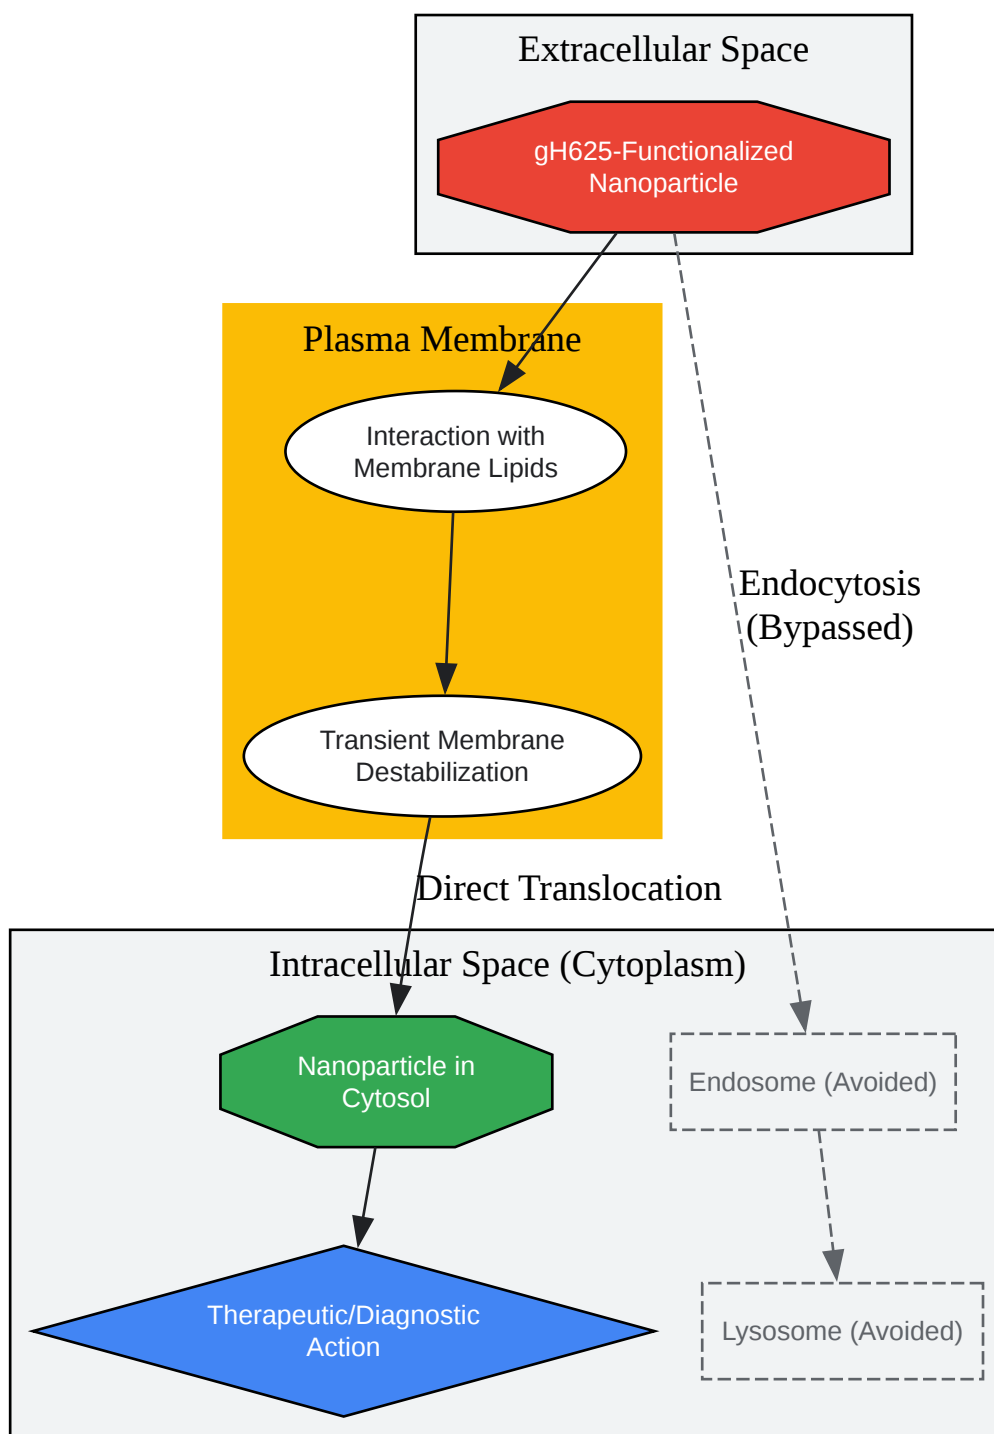 Extracellular Space
gH625-Functionalized
Nanoparticle
Plasma Membrane
Interaction with
Membrane Lipids
Endocytosis
(Bypassed)
Transient Membrane
Destabilization
Direct Translocation
Intracellular Space (Cytoplasm)
Nanoparticle in
Cytosol
Endosome (Avoided)
Therapeutic/Diagnostic
Action
Lysosome (Avoided)